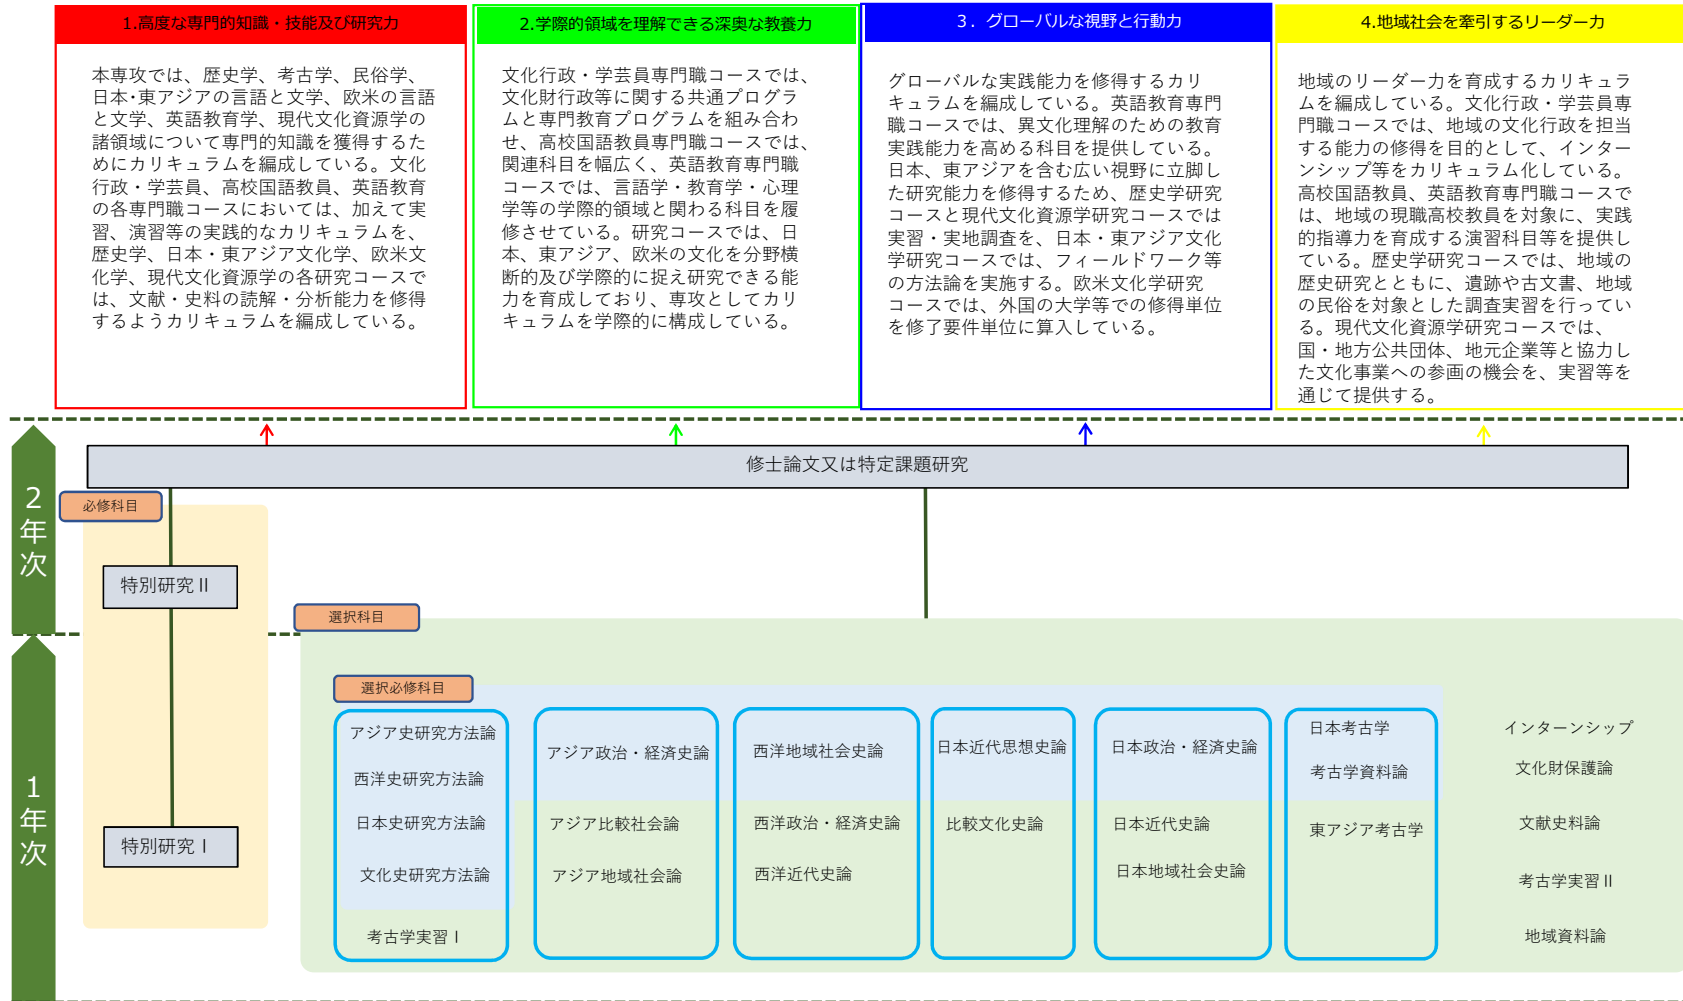 1.高度な専門的知識・技能及び研究力
本専攻では、歴史学、考古学、民俗学、
日本･東アジアの言語と文学、欧米の言語
と文学、英語教育学、現代文化資源学の
諸領域について専門的知識を獲得するた
めにカリキュラムを編成している。文化
行政・学芸員、高校国語教員、英語教育
の各専門職コースにおいては、加えて実
習、演習等の実践的なカリキュラムを、
歴史学、日本・東アジア文化学、欧米文
化学、現代文化資源学の各研究コースで
は、文献・史料の読解・分析能力を修得
するようカリキュラムを編成している。
2.学際的領域を理解できる深奥な教養力
文化行政・学芸員専門職コースでは、
文化財行政等に関する共通プログラ
ムと専門教育プログラムを組み合わ
せ、高校国語教員専門職コースでは、
関連科目を幅広く、英語教育専門職
コースでは、言語学・教育学・心理
学等の学際的領域と関わる科目を履
修させている。研究コースでは、日
本、東アジア、欧米の文化を分野横
断的及び学際的に捉え研究できる能
力を育成しており、専攻としてカリ
キュラムを学際的に構成している。
3．グローバルな視野と行動力
グローバルな実践能力を修得するカリ
キュラムを編成している。英語教育専門
職コースでは、異文化理解のための教育
実践能力を高める科目を提供している。
日本、東アジアを含む広い視野に立脚し
た研究能力を修得するため、歴史学研究
コースと現代文化資源学研究コースでは
実習・実地調査を、日本・東アジア文化
学研究コースでは、フィールドワーク等
の方法論を実施する。欧米文化学研究
コースでは、外国の大学等での修得単位
を修了要件単位に算入している。
4.地域社会を牽引するリーダー力
地域のリーダー力を育成するカリキュラ
ムを編成している。文化行政・学芸員専
門職コースでは、地域の文化行政を担当
する能力の修得を目的として、インター
ンシップ等をカリキュラム化している。
高校国語教員、英語教育専門職コースで
は、地域の現職高校教員を対象に、実践
的指導力を育成する演習科目等を提供し
ている。歴史学研究コースでは、地域の
歴史研究とともに、遺跡や古文書、地域
の民俗を対象とした調査実習を行ってい
る。現代文化資源学研究コースでは、
国・地方公共団体、地元企業等と協力し
た文化事業への参画の機会を、実習等を
通じて提供する。
2年次
修士論文又は特定課題研究
必修科目
特別研究Ⅱ
選択科目
1年次
特別研究Ⅰ
選択必修科目
アジア史研究方法論
西洋史研究方法論
日本史研究方法論
文化史研究方法論
考古学実習Ⅰ
アジア政治・経済史論
アジア比較社会論
アジア地域社会論
西洋地域社会史論
西洋政治・経済史論
西洋近代史論
日本近代思想史論
比較文化史論
日本政治・経済史論
日本近代史論
日本地域社会史論
日本考古学
考古学資料論
東アジア考古学
インターンシップ
文化財保護論
文献史料論
考古学実習Ⅱ
地域資料論